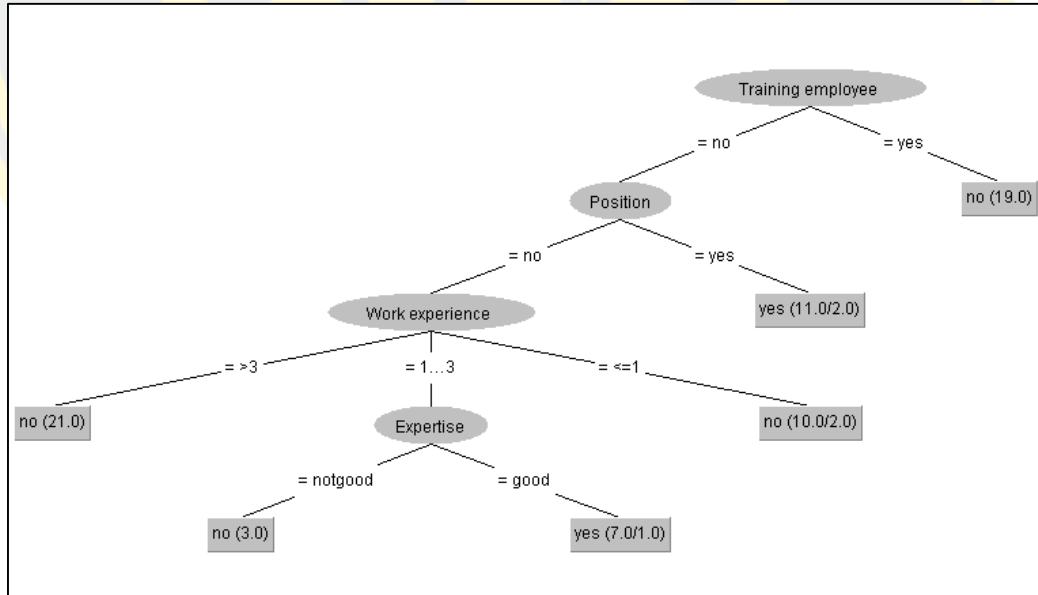 Training employee
= no
= yes
Position
no (19.0)
= no
= yes
Work experience
yes (11.0/2.0)
= >3
= 1...3
= <=1
no (21.0)
Expertise
no (10.0/2.0)
= notgood
= good
no (3.0)
yes (7.0/1.0)